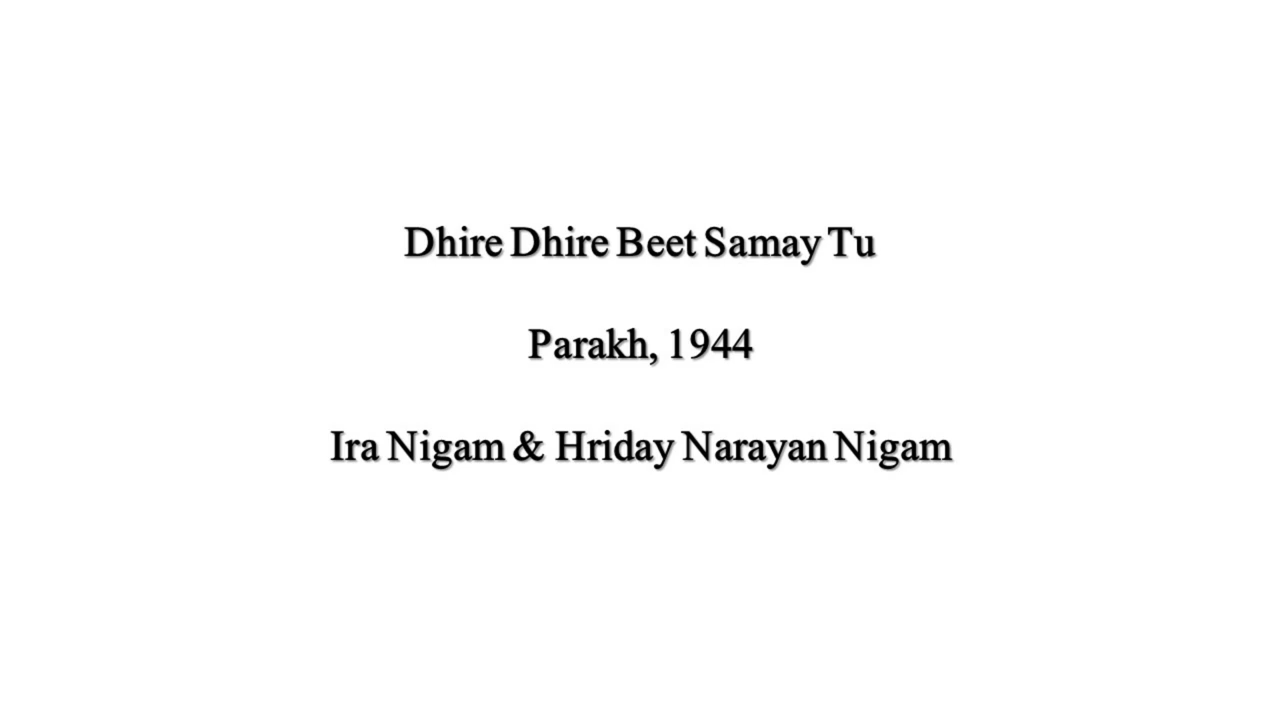 Dhire Dhire Beet Samay Tu
Parakh, 1944
Ira Nigam & Hriday Narayan Nigam